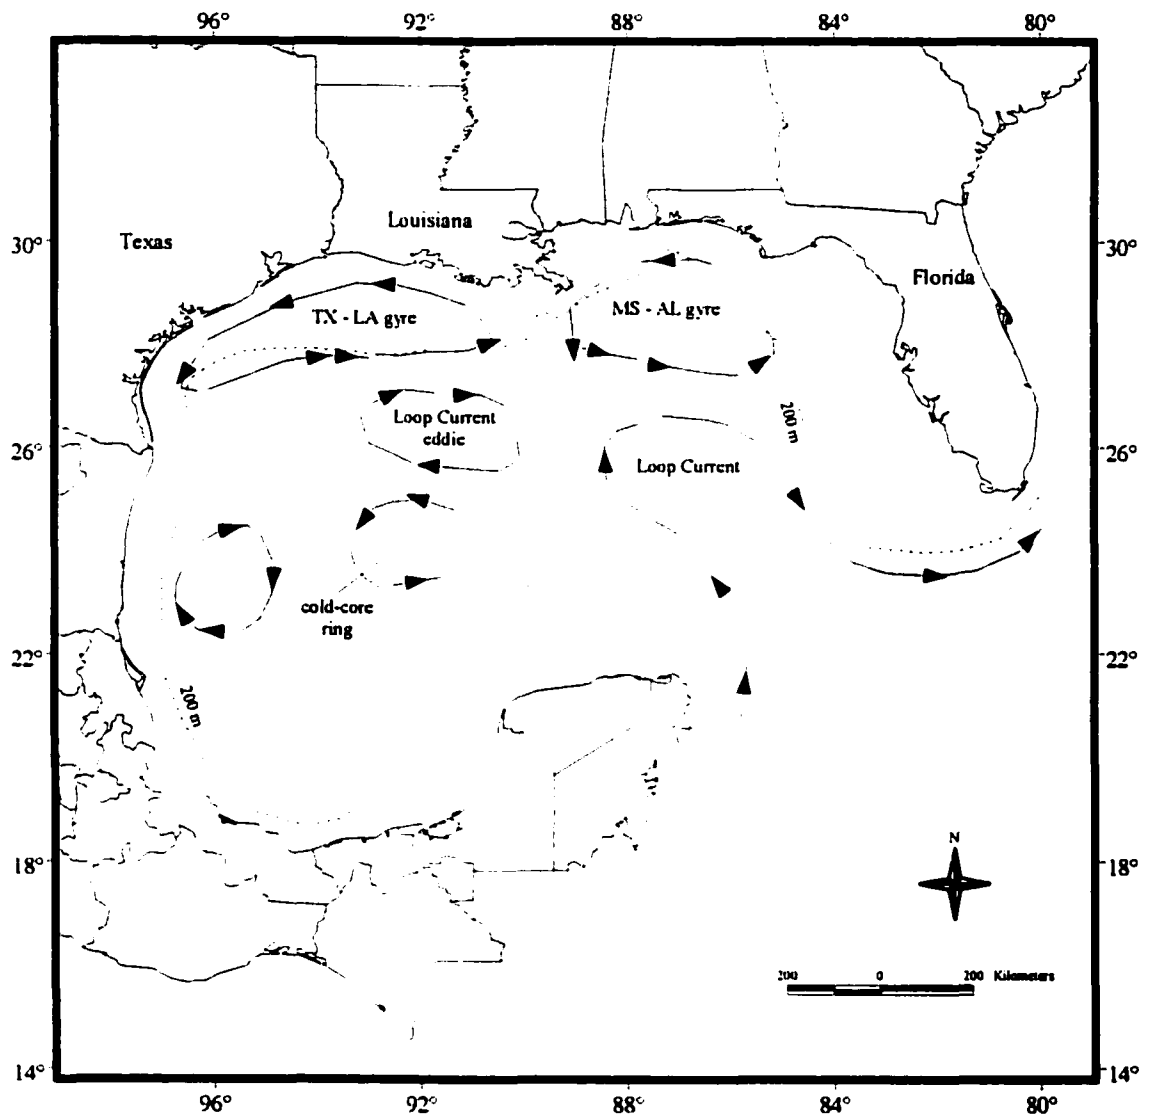 96° 92° 88° 84° 80°
30° 30°
Texas
Louisiana
Florida
TX - LA gyre
MS - AL gyre
Loop Current
eddie
200 m
26° 26°
Loop Current
cold-core
ring
22° 22°
200 m
N
18° 18°
200 0 200 Kilometers
14° 14°
96° 92° 88° 84° 80°